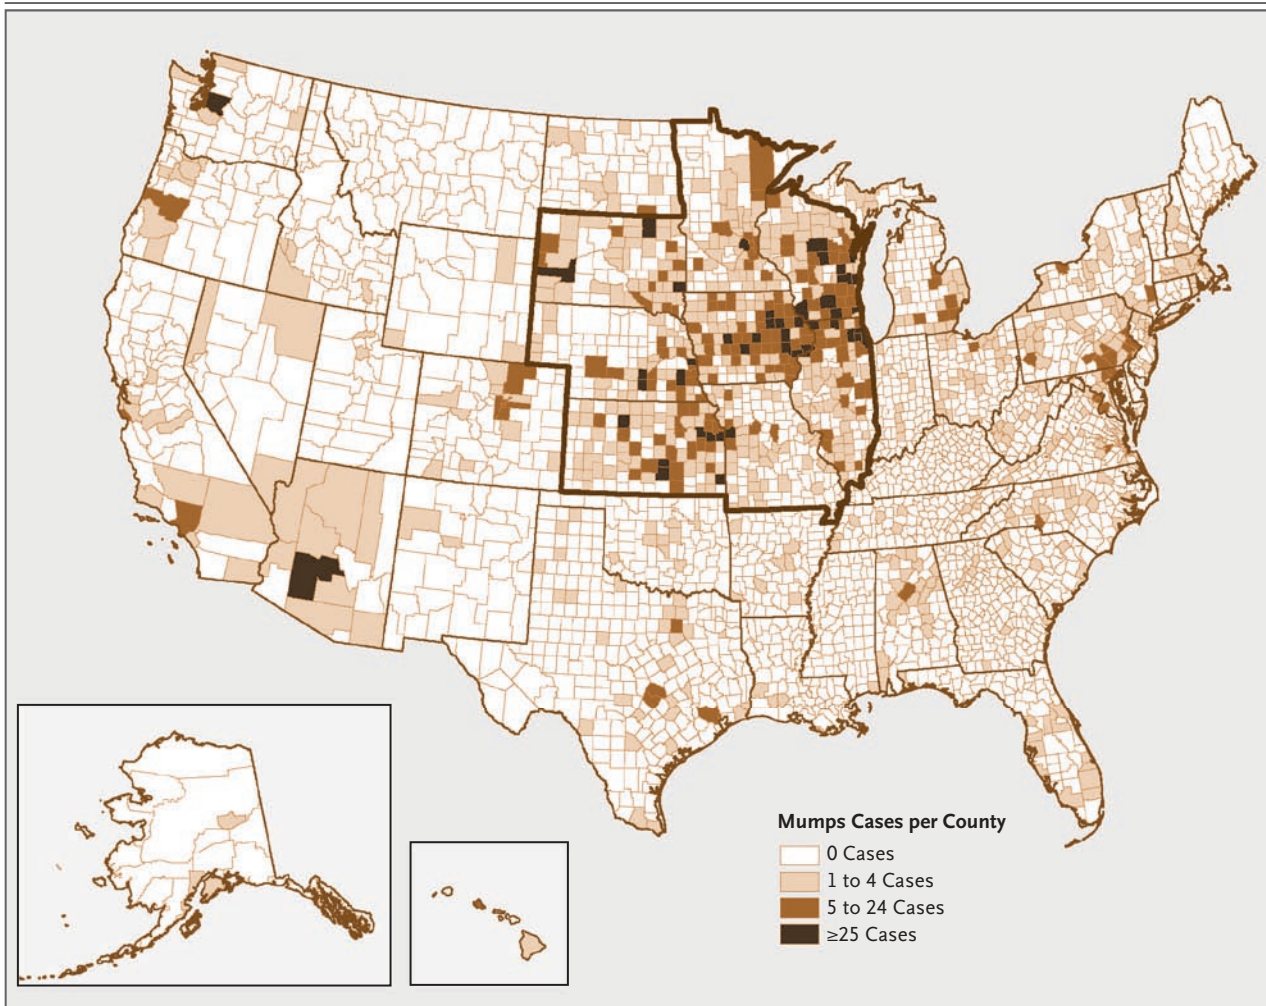 Mumps Cases per County
0 Cases
1 to 4 Cases
5 to 24 Cases
≥25 Cases